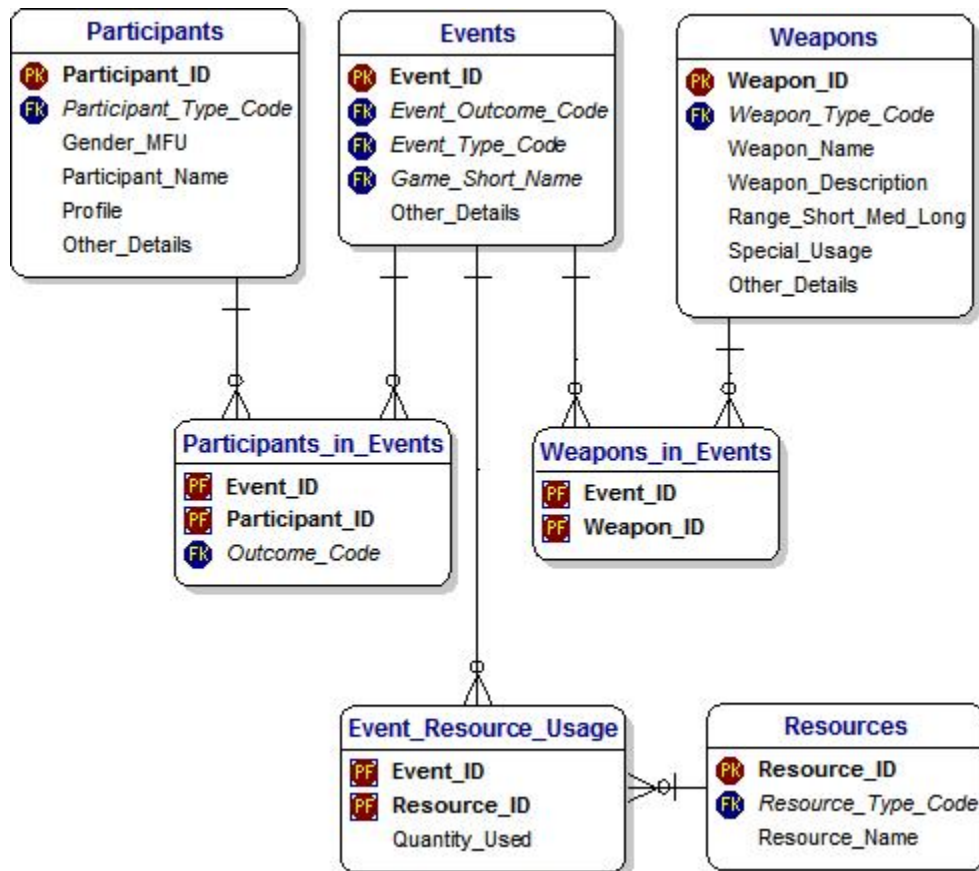 Participants
PK Participant_ID
FK Participant_Type_Code
Gender_MFU
Participant_Name
Profile
Other_Details
Events
PK Event_ID
FK Event_Outcome_Code
FK Event_Type_Code
FK Game_Short_Name
Other_Details
Weapons
PK Weapon_ID
FK Weapon_Type_Code
Weapon_Name
Weapon_Description
Range_Short_Med_Long
Special_Usage
Other_Details
Participants_in_Events
PF Event_ID
PF Participant_ID
FK Outcome_Code
Weapons_in_Events
PF Event_ID
PF Weapon_ID
Event_Resource_Usage
PF Event_ID
PF Resource_ID
Quantity_Used
Resources
PK Resource_ID
FK Resource_Type_Code
Resource_Name